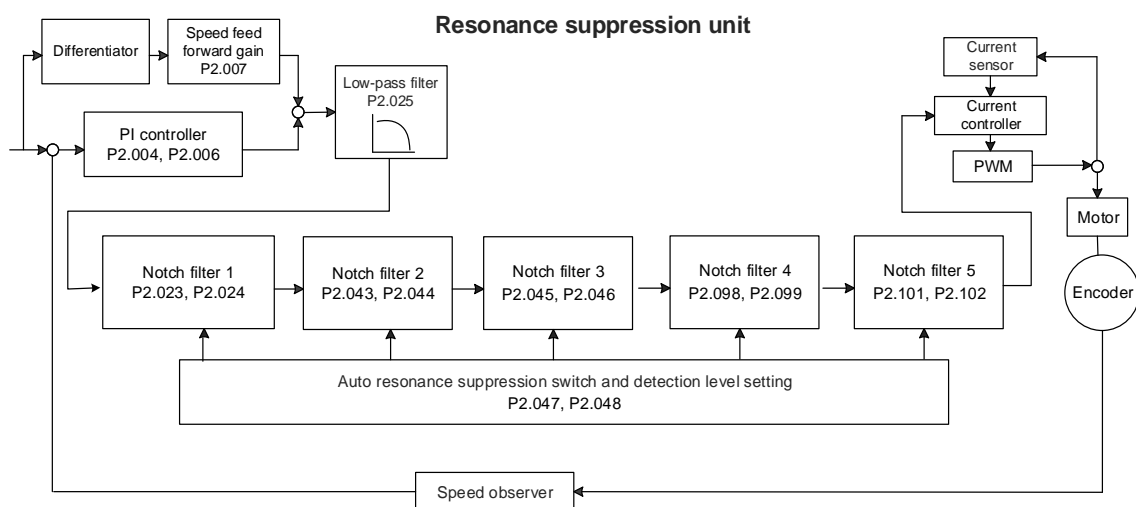 Resonance suppression unit
Differentiator
Speed feed
forward gain
P2.007
PI controller
P2.004, P2.006
Low-pass filter
P2.025
Current
sensor
Current
controller
PWM
Motor
Encoder
Notch filter 1
P2.023, P2.024
Notch filter 2
P2.043, P2.044
Notch filter 3
P2.045, P2.046
Notch filter 4
P2.098, P2.099
Notch filter 5
P2.101, P2.102
Auto resonance suppression switch and detection level setting
P2.047, P2.048
Speed observer